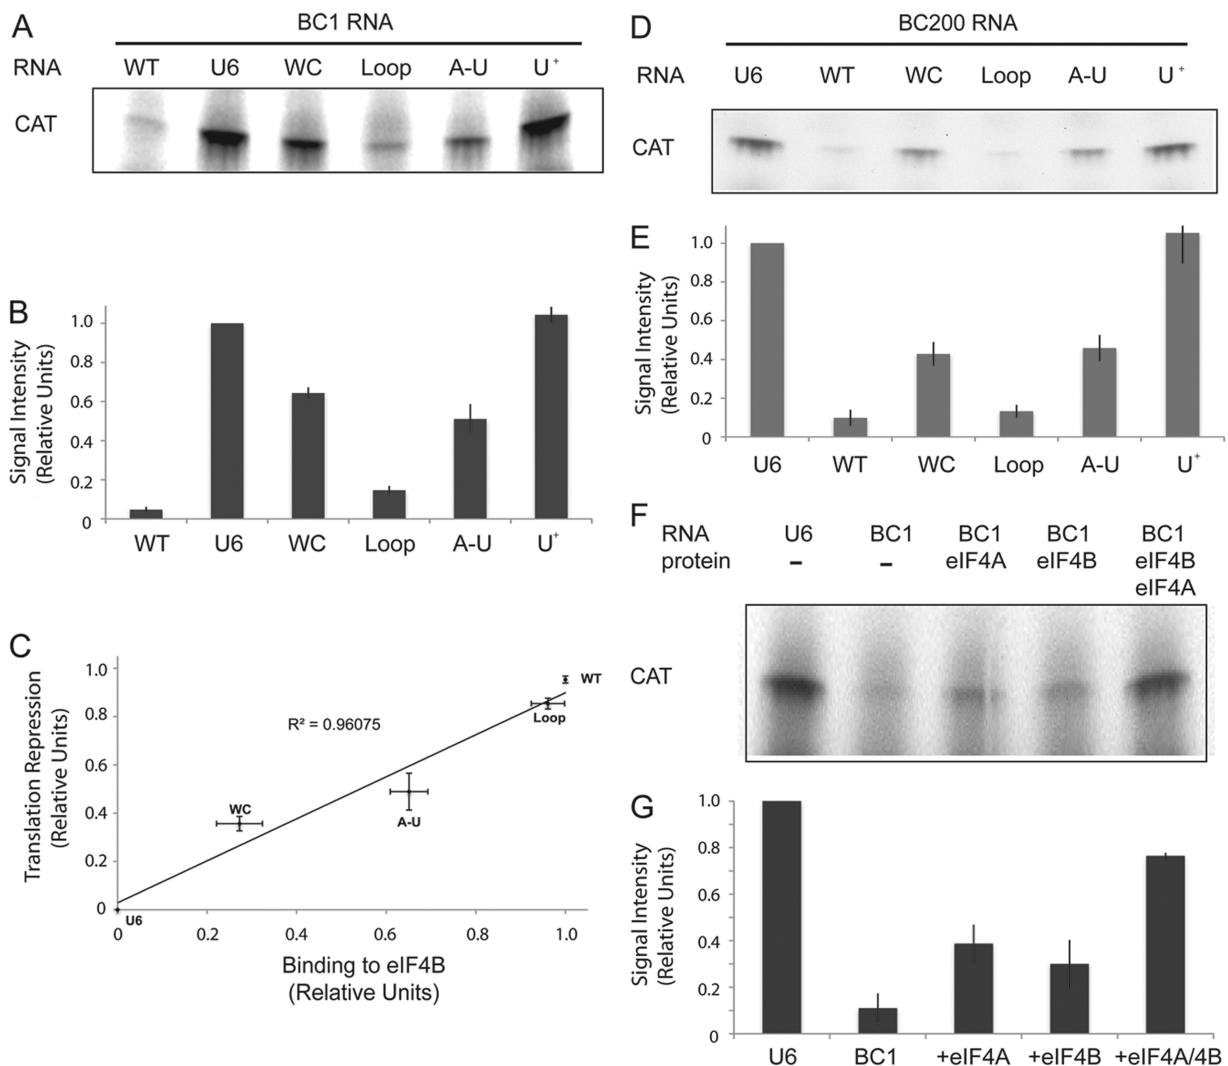 A
BC1 RNA
RNA WT U6 WC Loop A-U U+
CAT
B
Signal Intensity
(Relative Units)
1.0
0.8
0.6
0.4
0.2
0
WT U6 WC Loop A-U U+
C
Translation Repression
(Relative Units)
1.0
0.8
0.6
0.4
0.2
0
R² = 0.96075
WT
Loop
WC
A-U
U6
0 0.2 0.4 0.6 0.8 1.0
Binding to eIF4B
(Relative Units)
D
BC200 RNA
RNA U6 WT WC Loop A-U U+
CAT
E
Signal Intensity
(Relative Units)
1.0
0.8
0.6
0.4
0.2
0
U6 WT WC Loop A-U U+
F
RNA U6 BC1 BC1 BC1 BC1
protein – – eIF4A eIF4B eIF4B
eIF4A
CAT
G
Signal Intensity
(Relative Units)
1.0
0.8
0.6
0.4
0.2
0
U6 BC1 +eIF4A +eIF4B +eIF4A/4B